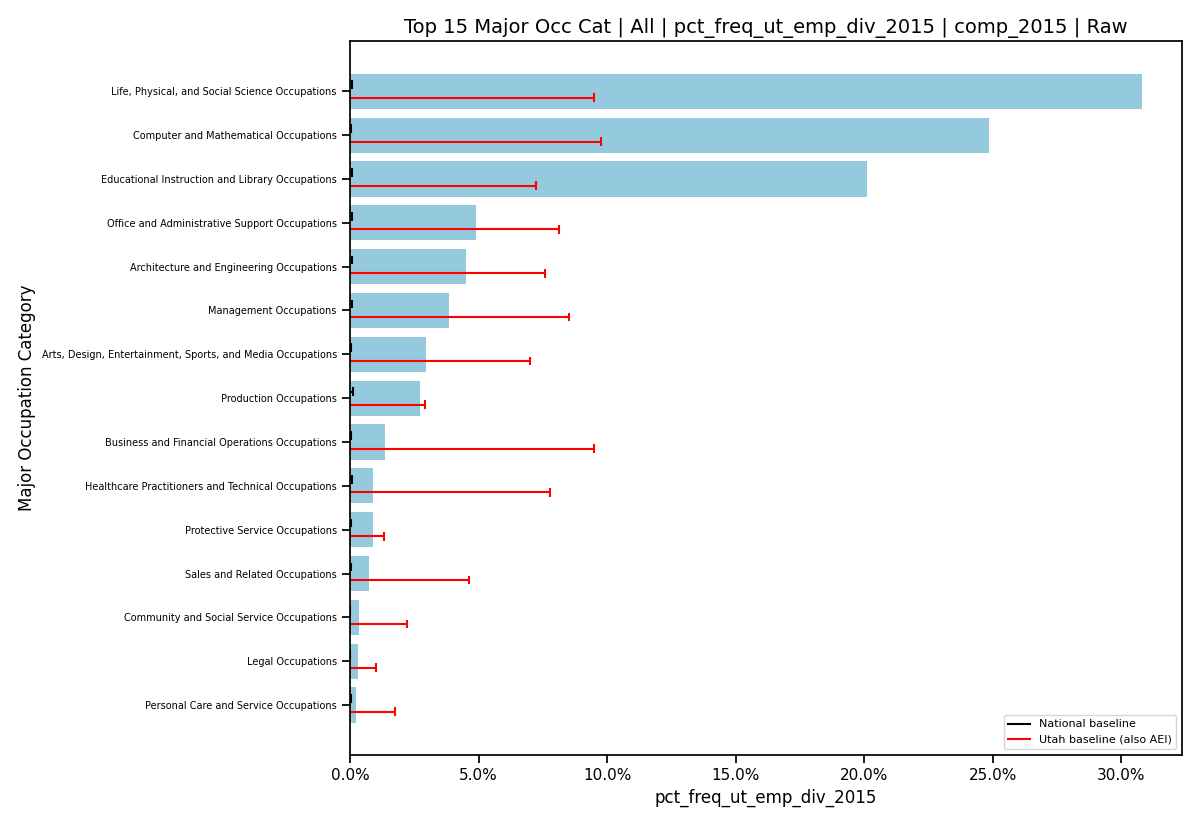 Top 15 Major Occ Cat | All | pct_freq_ut_emp_div_2015 | comp_2015 | Raw
Major Occupation Category
Life, Physical, and Social Science Occupations
Computer and Mathematical Occupations
Educational Instruction and Library Occupations
Office and Administrative Support Occupations
Architecture and Engineering Occupations
Management Occupations
Arts, Design, Entertainment, Sports, and Media Occupations
Production Occupations
Business and Financial Operations Occupations
Healthcare Practitioners and Technical Occupations
Protective Service Occupations
Sales and Related Occupations
Community and Social Service Occupations
Legal Occupations
Personal Care and Service Occupations
National baseline
Utah baseline (also AEI)
0.0% 5.0% 10.0% 15.0% 20.0% 25.0% 30.0%
pct_freq_ut_emp_div_2015